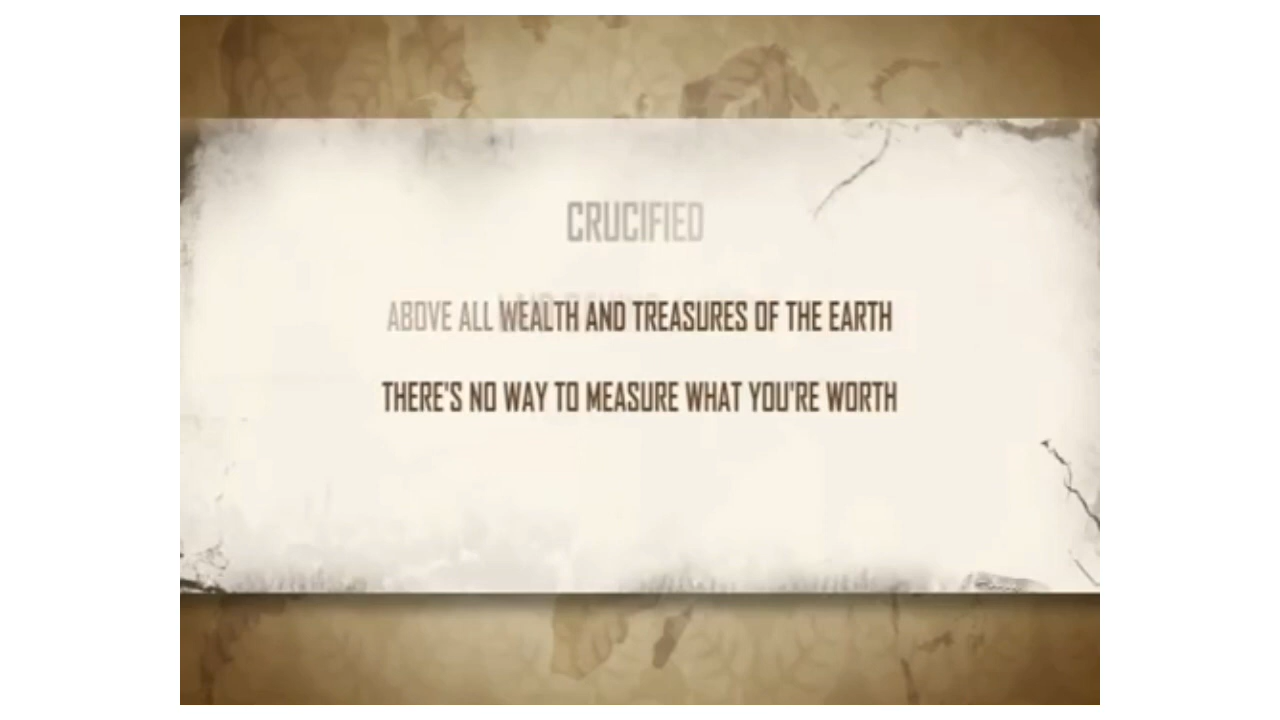 CRUCIFIED
ABOVE ALL WEALTH AND TREASURES OF THE EARTH
THERE'S NO WAY TO MEASURE WHAT YOU'RE WORTH